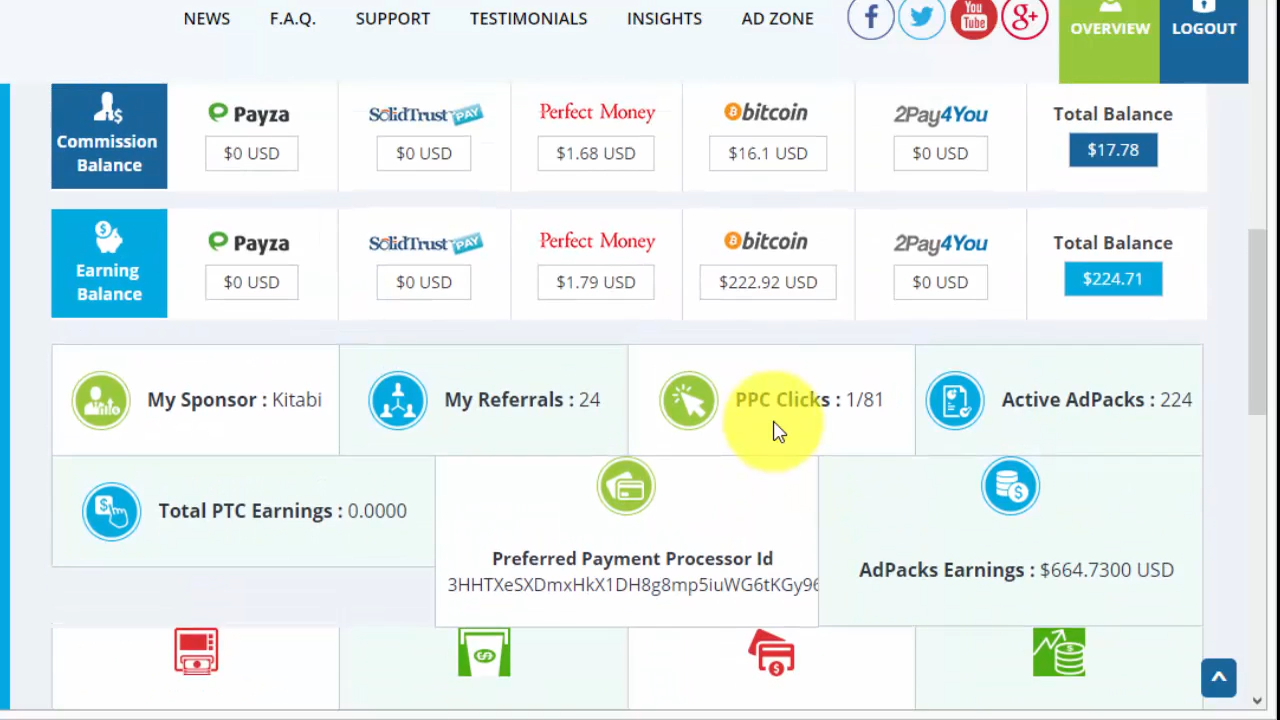 NEWS F.A.Q. SUPPORT TESTIMONIALS INSIGHTS AD ZONE f You Tube g+ OVERVIEW LOGOUT
Commission Balance Payza SolidTrust PAY Perfect Money bitcoin 2Pay4You Total Balance
$0 USD $0 USD $1.68 USD $16.1 USD $0 USD $17.78
Earning Balance Payza SolidTrust PAY Perfect Money bitcoin 2Pay4You Total Balance
$0 USD $0 USD $1.79 USD $222.92 USD $0 USD $224.71
My Sponsor : Kitabi My Referrals : 24 PPC Clicks : 1/81 Active AdPacks : 224
Total PTC Earnings : 0.0000
Preferred Payment Processor Id
3HHTXeSXDmxHkX1DH8g8mp5iuWG6tKGy96
AdPacks Earnings : $664.7300 USD